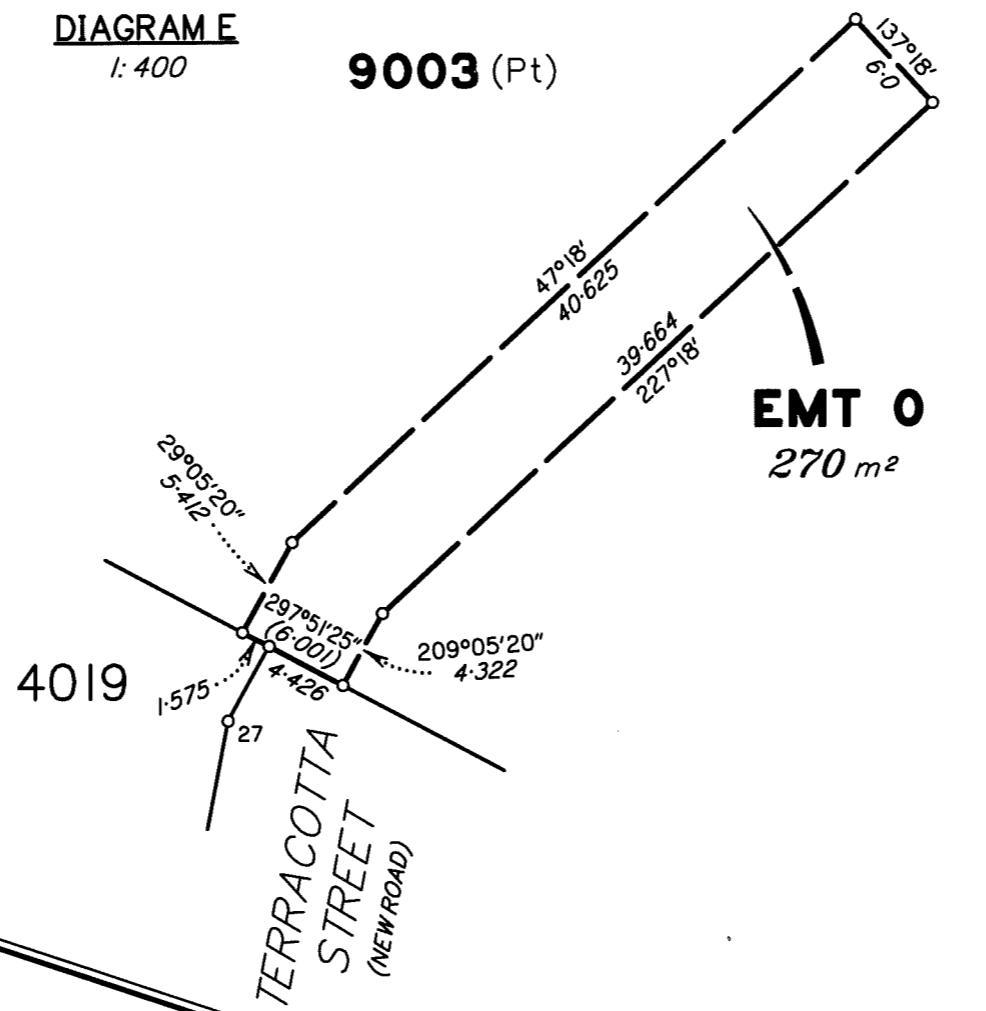 DIAGRAM E
1: 400
9003 (Pt)
137°18'
6·0
47°18'
40·625
39·664
227°18'
EMT O
270 m²
29°05'20"
5·412
297°51'25"
(6·001)
209°05'20"
4·322
4019
1·575
4·426
27
TERRACOTTA
STREET
(NEW ROAD)